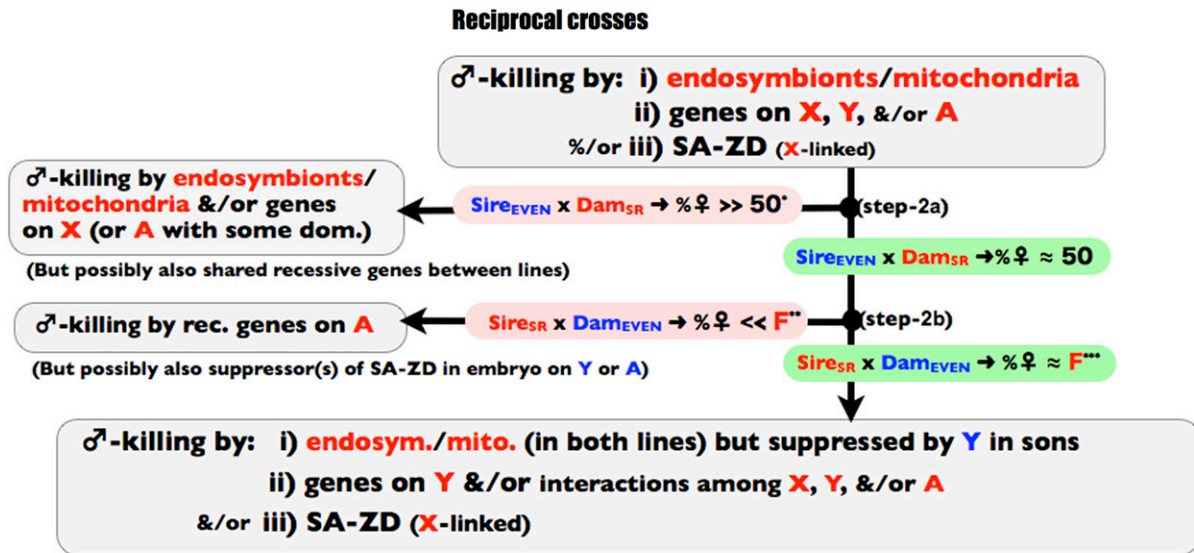 Reciprocal crosses
♂-killing by: i) endosymbionts/mitochondria
ii) genes on X, Y, &/or A
%/or iii) SA-ZD (X-linked)
♂-killing by endosymbionts/
mitochondria &/or genes
on X (or A with some dom.)
SireEVEN x DamSR → %♀ >> 50*
(step-2a)
(But possibly also shared recessive genes between lines)
SireEVEN x DamSR →%♀ ≈ 50
♂-killing by rec. genes on A
SireSR x DamEVEN → %♀ << F**
(step-2b)
(But possibly also suppressor(s) of SA-ZD in embryo on Y or A)
SireSR x DamEVEN → %♀ ≈ F***
♂-killing by: i) endosym./mito. (in both lines) but suppressed by Y in sons
ii) genes on Y &/or interactions among X, Y, &/or A
&/or iii) SA-ZD (X-linked)